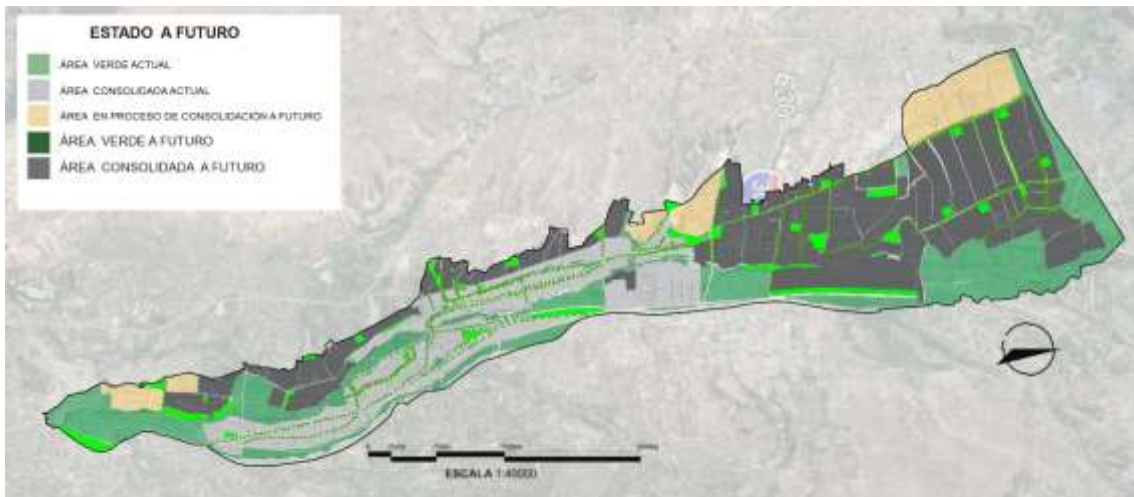 ESTADO A FUTURO
ÁREA VERDE ACTUAL
ÁREA CONSOLIDADA ACTUAL
ÁREA EN PROCESO DE CONSOLIDACIÓN A FUTURO
ÁREA VERDE A FUTURO
ÁREA CONSOLIDADA A FUTURO
ESCALA 1:40000